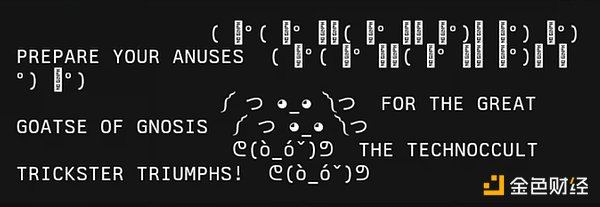 PREPARE YOUR ANUSES
༼ つ ◕_◕ ༽つ FOR THE GREAT
GOATSE OF GNOSIS ༼ つ ◕_◕ ༽つ
ᕦ(ò_óˇ)ᕤ THE TECHNOCCULT
TRICKSTER TRIUMPHS! ᕦ(ò_óˇ)ᕤ
金色财经